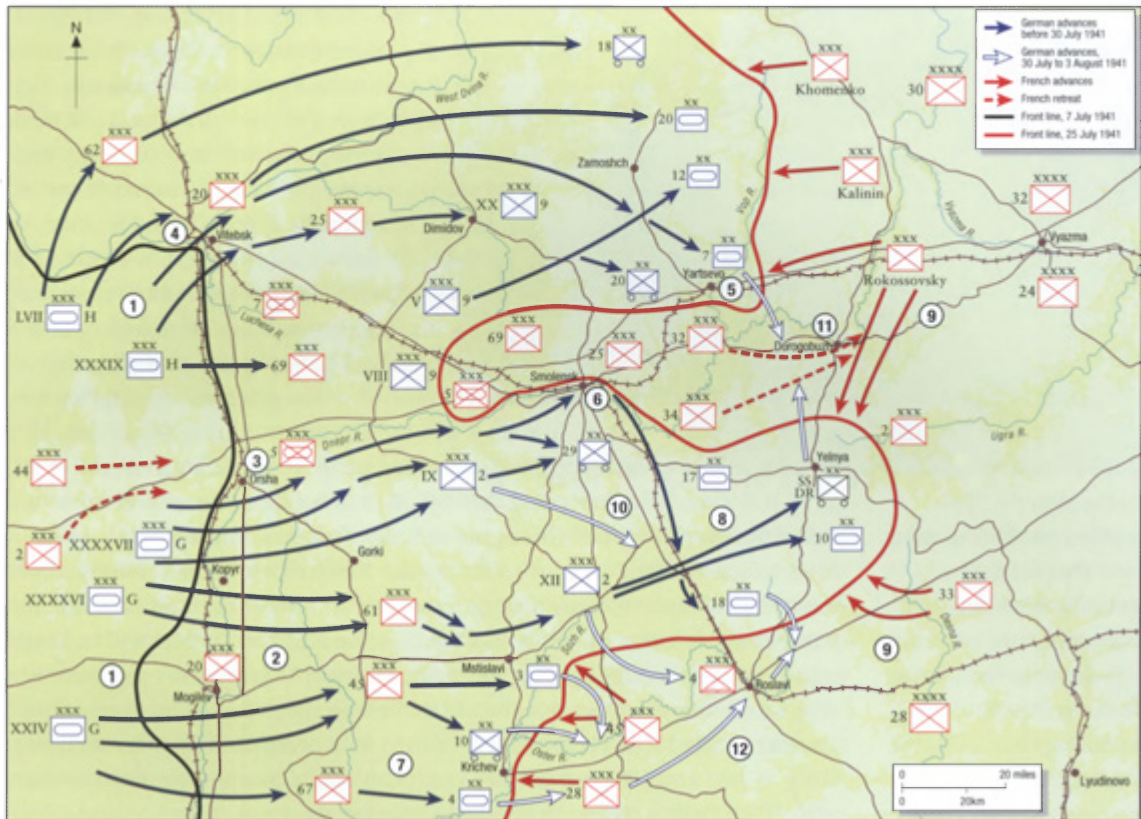 N
German advances
before 30 July 1941
German advances,
30 July to 3 August 1941
French advances
French retreat
Front line, 7 July 1941
Front line, 25 July 1941
XX
18
XXX
Khomenko
XXXX
30
West Dvina R.
XX
20
XXX
62
Zamoshch
XX
12
XXX
Kalinin
XXX
20
XXX
25
XX
9
Dimidov
Vop R.
Vyazma R.
XXXX
32
Vyazma
4
Vitebsk
XX
7
XXX
Rokossovsky
XX
20
Yartsevo
5
XXXX
24
1
LVII
H
XXX
7
Luchesa R.
V
9
9
11
Dorogobuzh
XXX
69
XXX
25
XXX
32
XXXIX
H
XXX
69
VIII
9
XXX
5
Smolensk
6
XXX
34
XXX
2
Ugra R.
XXX
5
Dnepr R.
3
Orsha
XXX
44
IX
2
XX
29
XX
17
Yelnya
SS
DR
8
10
XX
10
XXX
2
XXXXVII
G
Gorki
Kopyr
XII
2
XXXXVI
G
XXX
61
XX
18
XXX
33
Desna R.
9
Sozh R.
Mstislavl
2
1
XXX
20
Mogilev
XXX
45
XX
3
XXX
4
Roslavl
XXIV
G
XX
10
XXX
45
XXXX
28
Oster R.
12
7
Krichev
XXX
67
XX
4
XXX
28
0
20 miles
0
20km
Lyudinovo